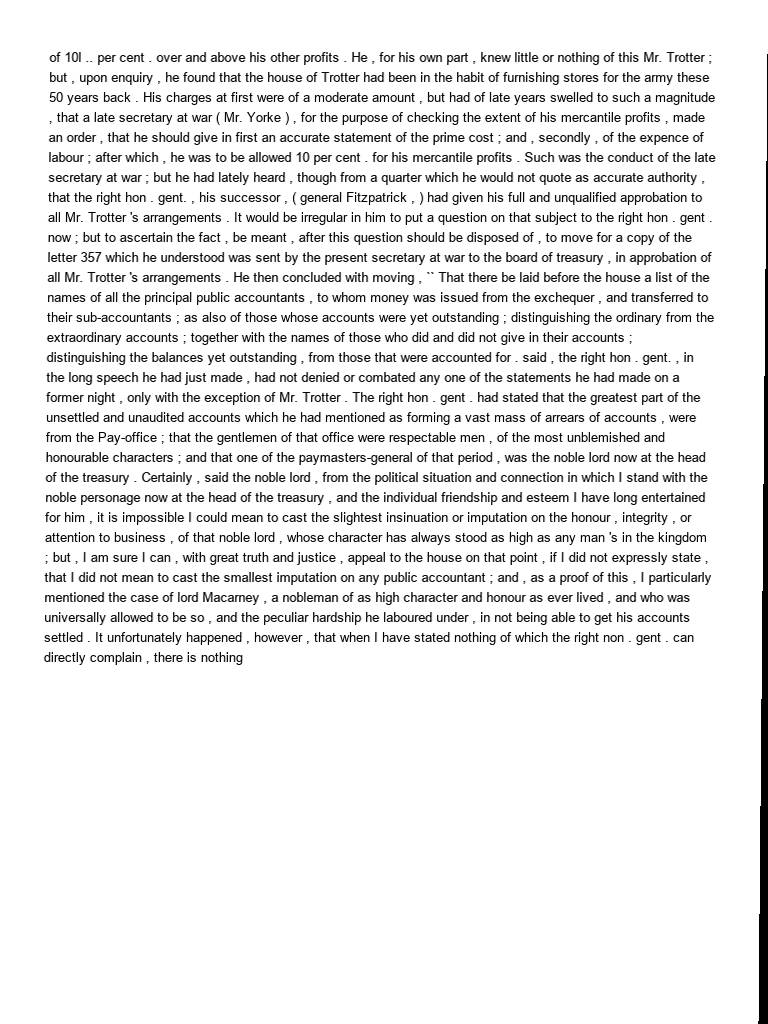 of 10l .. per cent . over and above his other profits . He , for his own part , knew little or nothing of this Mr. Trotter ;
but , upon enquiry , he found that the house of Trotter had been in the habit of furnishing stores for the army these
50 years back . His charges at first were of a moderate amount , but had of late years swelled to such a magnitude
, that a late secretary at war ( Mr. Yorke ) , for the purpose of checking the extent of his mercantile profits , made
an order , that he should give in first an accurate statement of the prime cost ; and , secondly , of the expence of
labour ; after which , he was to be allowed 10 per cent . for his mercantile profits . Such was the conduct of the late
secretary at war ; but he had lately heard , though from a quarter which he would not quote as accurate authority ,
that the right hon . gent. , his successor , ( general Fitzpatrick , ) had given his full and unqualified approbation to
all Mr. Trotter 's arrangements . It would be irregular in him to put a question on that subject to the right hon . gent .
now ; but to ascertain the fact , be meant , after this question should be disposed of , to move for a copy of the
letter 357 which he understood was sent by the present secretary at war to the board of treasury , in approbation of
all Mr. Trotter 's arrangements . He then concluded with moving , `` That there be laid before the house a list of the
names of all the principal public accountants , to whom money was issued from the exchequer , and transferred to
their sub-accountants ; as also of those whose accounts were yet outstanding ; distinguishing the ordinary from the
extraordinary accounts ; together with the names of those who did and did not give in their accounts ;
distinguishing the balances yet outstanding , from those that were accounted for . said , the right hon . gent. , in
the long speech he had just made , had not denied or combated any one of the statements he had made on a
former night , only with the exception of Mr. Trotter . The right hon . gent . had stated that the greatest part of the
unsettled and unaudited accounts which he had mentioned as forming a vast mass of arrears of accounts , were
from the Pay-office ; that the gentlemen of that office were respectable men , of the most unblemished and
honourable characters ; and that one of the paymasters-general of that period , was the noble lord now at the head
of the treasury . Certainly , said the noble lord , from the political situation and connection in which I stand with the
noble personage now at the head of the treasury , and the individual friendship and esteem I have long entertained
for him , it is impossible I could mean to cast the slightest insinuation or imputation on the honour , integrity , or
attention to business , of that noble lord , whose character has always stood as high as any man 's in the kingdom
; but , I am sure I can , with great truth and justice , appeal to the house on that point , if I did not expressly state ,
that I did not mean to cast the smallest imputation on any public accountant ; and , as a proof of this , I particularly
mentioned the case of lord Macarney , a nobleman of as high character and honour as ever lived , and who was
universally allowed to be so , and the peculiar hardship he laboured under , in not being able to get his accounts
settled . It unfortunately happened , however , that when I have stated nothing of which the right non . gent . can
directly complain , there is nothing